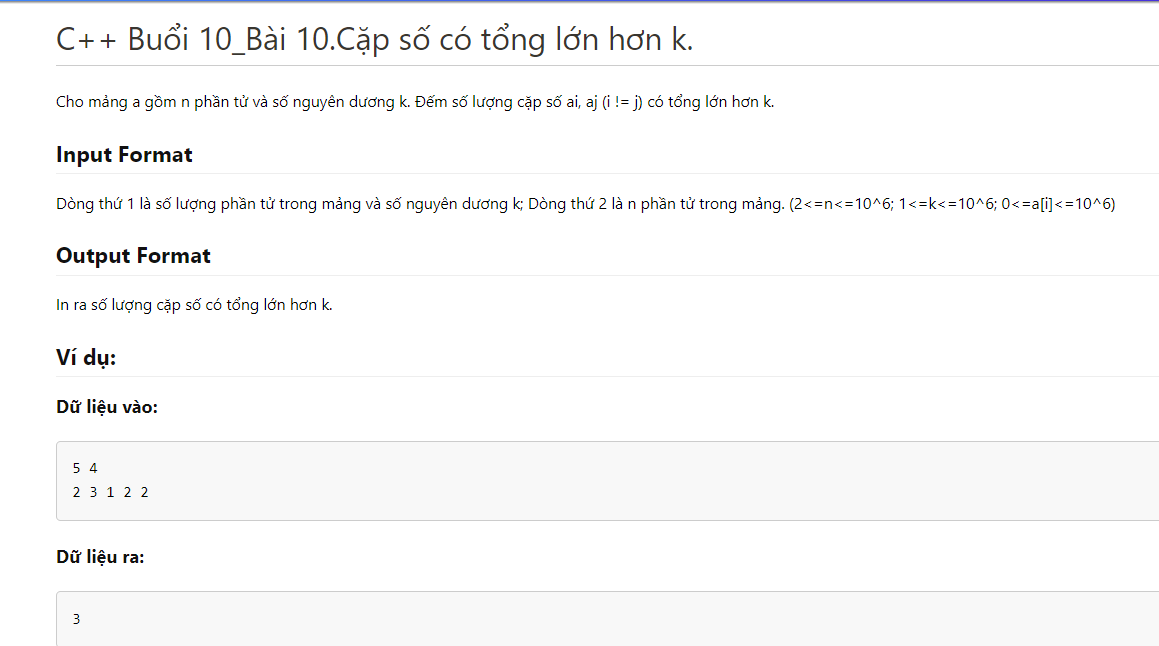 C++ Buổi 10_Bài 10.Cặp số có tổng lớn hơn k.
Cho mảng a gồm n phần tử và số nguyên dương k. Đếm số lượng cặp số ai, aj (i != j) có tổng lớn hơn k.
Input Format
Dòng thứ 1 là số lượng phần tử trong mảng và số nguyên dương k; Dòng thứ 2 là n phần tử trong mảng. (2<=n<=10^6; 1<=k<=10^6; 0<=a[i]<=10^6)
Output Format
In ra số lượng cặp số có tổng lớn hơn k.
Ví dụ:
Dữ liệu vào:
5 4
2 3 1 2 2
Dữ liệu ra:
3